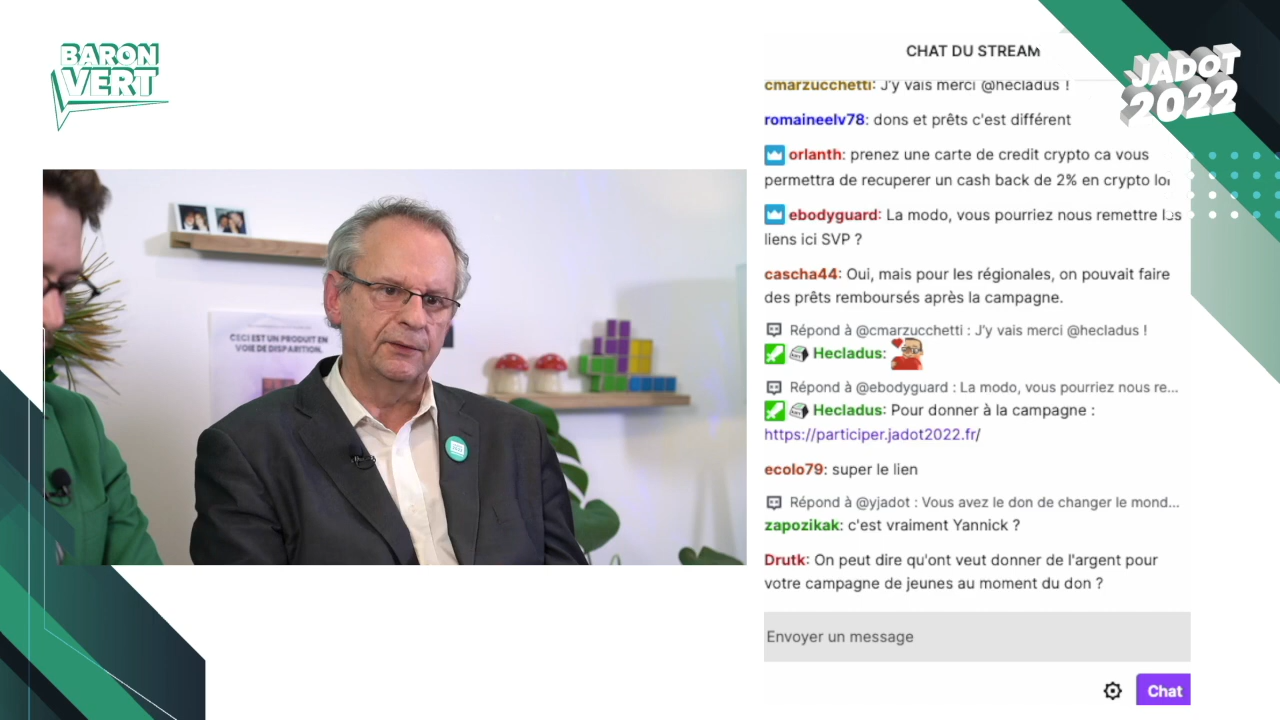 BARON
VERT
CECI EST UN PRODUIT EN
VOIE DE DISPARITION.
JADOT
2022
CHAT DU STREAM
cmarzucchetti: J'y vais merci @hecladus !
romaineelv78: dons et prêts c'est différent
orlanth: prenez une carte de credit crypto ca vous
permettra de recuperer un cash back de 2% en crypto
ebodyguard: La modo, vous pourriez nous remettre les
liens ici SVP ?
cascha44: Oui, mais pour les régionales, on pouvait faire
des prêts remboursés après la campagne.
Répond à @cmarzucchetti : J'y vais merci @hecladus !
Hecladus:
Répond à @ebodyguard : La modo, vous pourriez nous re...
Hecladus: Pour donner à la campagne :
https://participer.jadot2022.fr/
ecolo79: super le lien
Répond à @yjadot : Vous avez le don de changer le mond...
zapozikak: c'est vraiment Yannick ?
Drutk: On peut dire qu'ont veut donner de l'argent pour
votre campagne de jeunes au moment du don ?
Envoyer un message
Chat